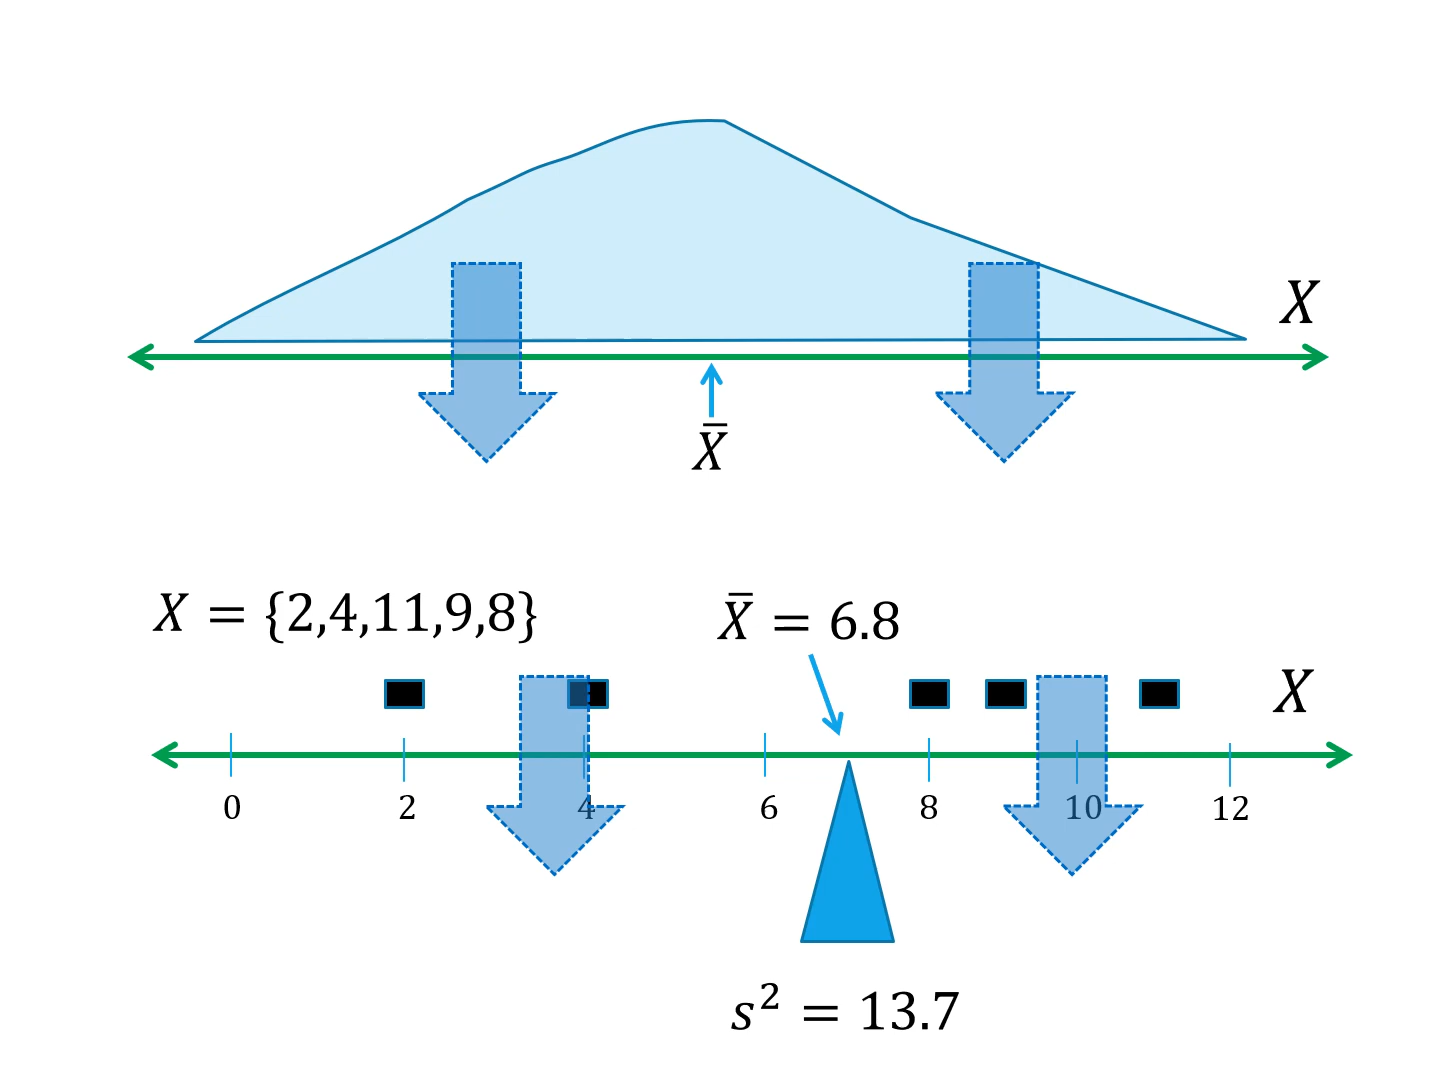 X
X̄
X = {2,4,11,9,8}
X̄ = 6.8
X
0 2 4 6 8 10 12
s² = 13.7